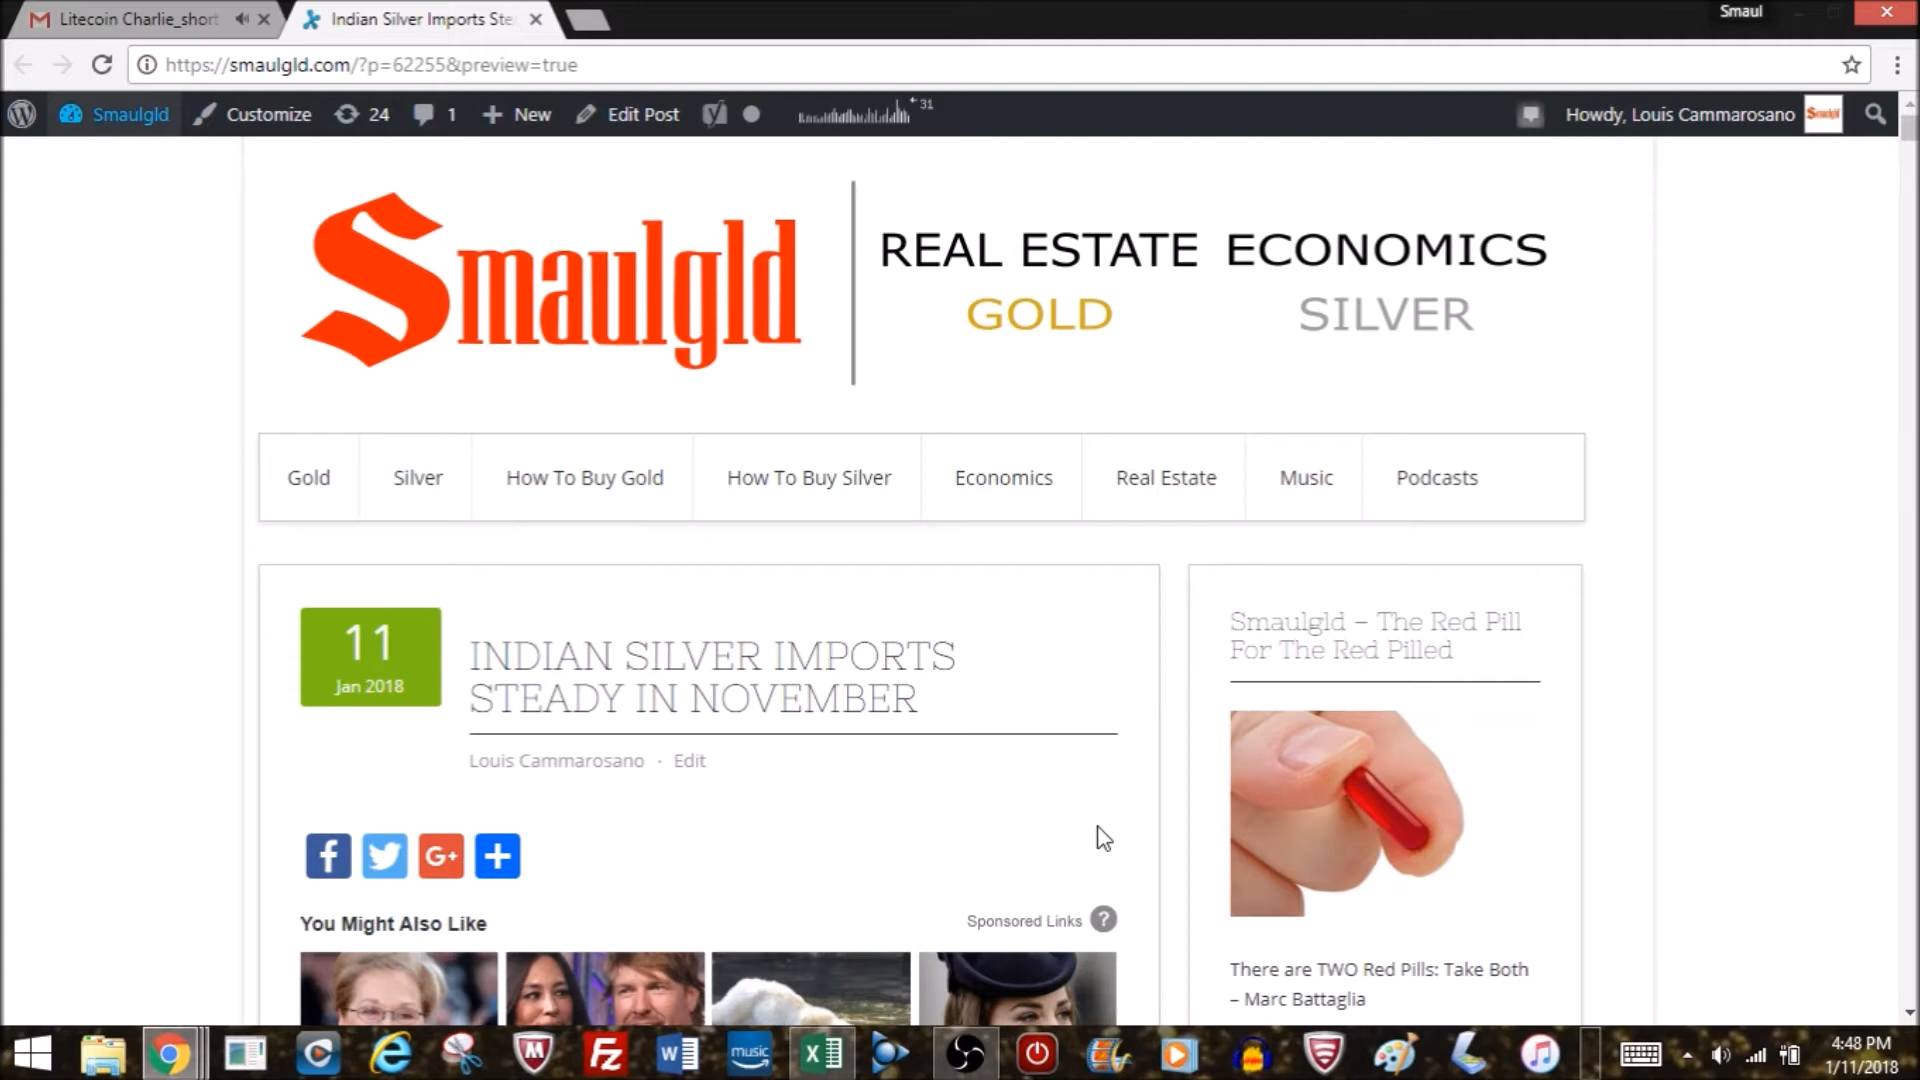 Litecoin Charlie_short
Indian Silver Imports Ste
Smaul
https://smaulgld.com/?p=62255&preview=true
Smaulgld
Customize
24
1
New
Edit Post
31
Howdy, Louis Cammarosano
Smaulgld
Smaulgld
REAL ESTATE ECONOMICS
GOLD SILVER
Gold
Silver
How To Buy Gold
How To Buy Silver
Economics
Real Estate
Music
Podcasts
11
Jan 2018
INDIAN SILVER IMPORTS
STEADY IN NOVEMBER
Louis Cammarosano · Edit
G+
You Might Also Like
Sponsored Links ?
Smaulgld – The Red Pill
For The Red Pilled
There are TWO Red Pills: Take Both
– Marc Battaglia
music
4:48 PM
1/11/2018